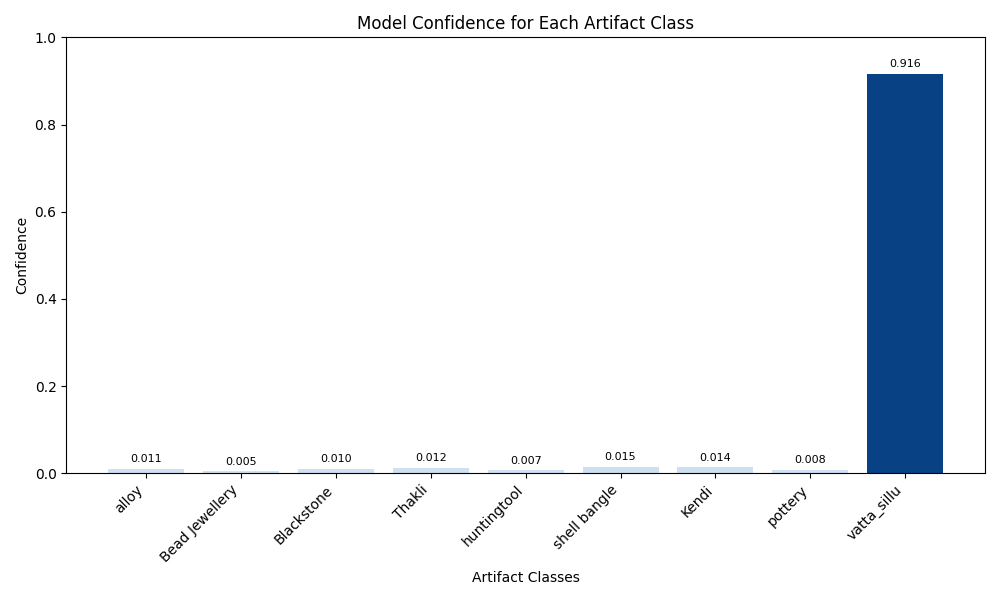 Model Confidence for Each Artifact Class
1.0
0.8
0.6
0.4
0.2
0.0
Confidence
0.011
0.005
0.010
0.012
0.007
0.015
0.014
0.008
0.916
alloy
Bead Jewellery
Blackstone
Thakli
huntingtool
shell bangle
Kendi
pottery
vatta_sillu
Artifact Classes